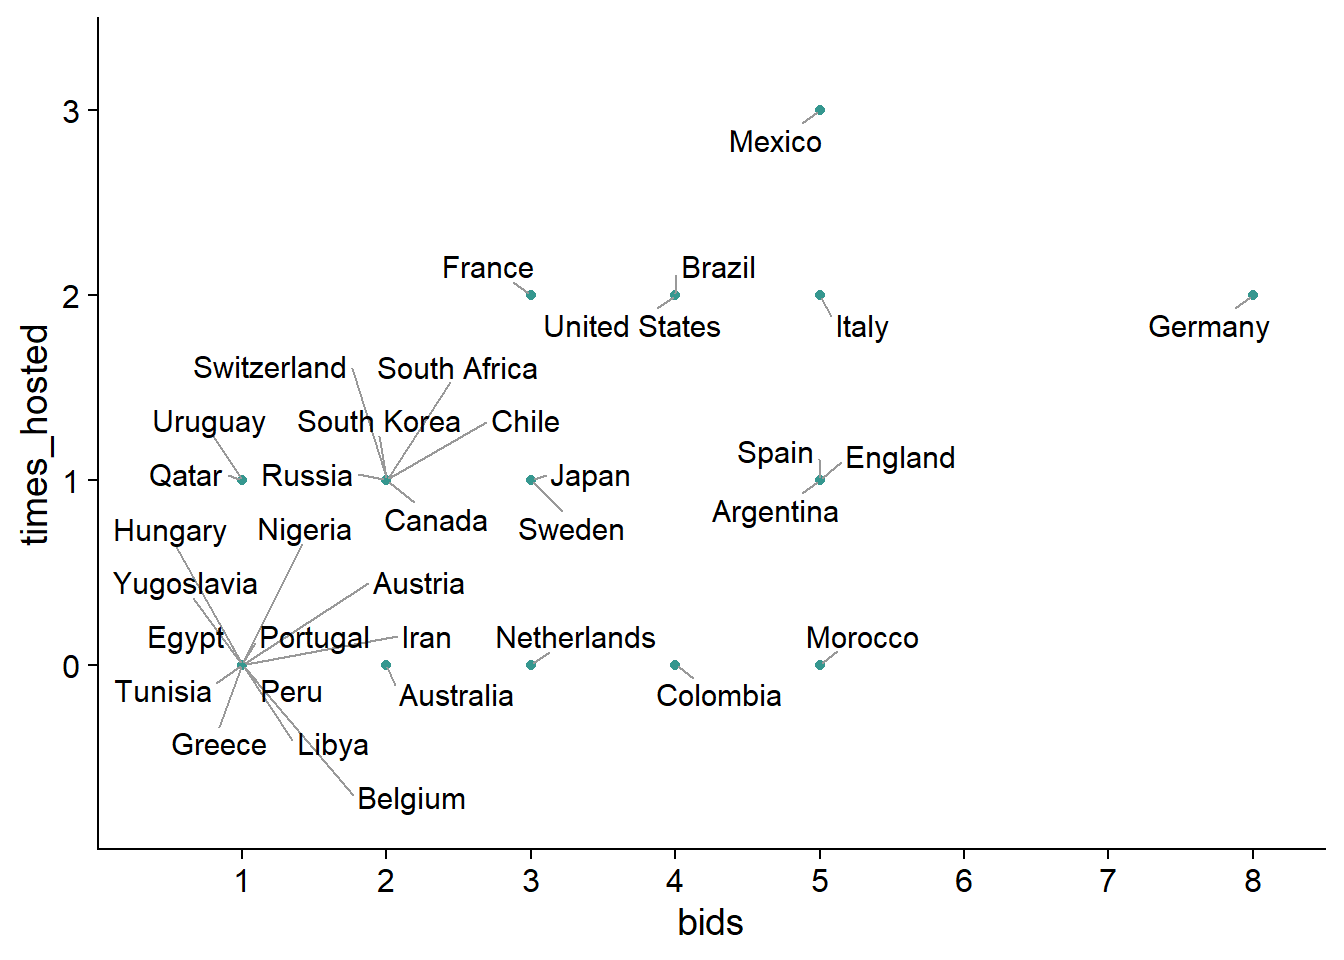 3
Mexico
France
Brazil
2
United States
Italy
Germany
Switzerland
South Africa
Uruguay
South Korea
Chile
Spain
England
1
Qatar
Russia
Japan
Argentina
Canada
Hungary
Nigeria
Sweden
Yugoslavia
Austria
Egypt
Portugal
Iran
Netherlands
Morocco
0
Tunisia
Peru
Australia
Colombia
Greece
Libya
Belgium
times_hosted
1 2 3 4 5 6 7 8
bids